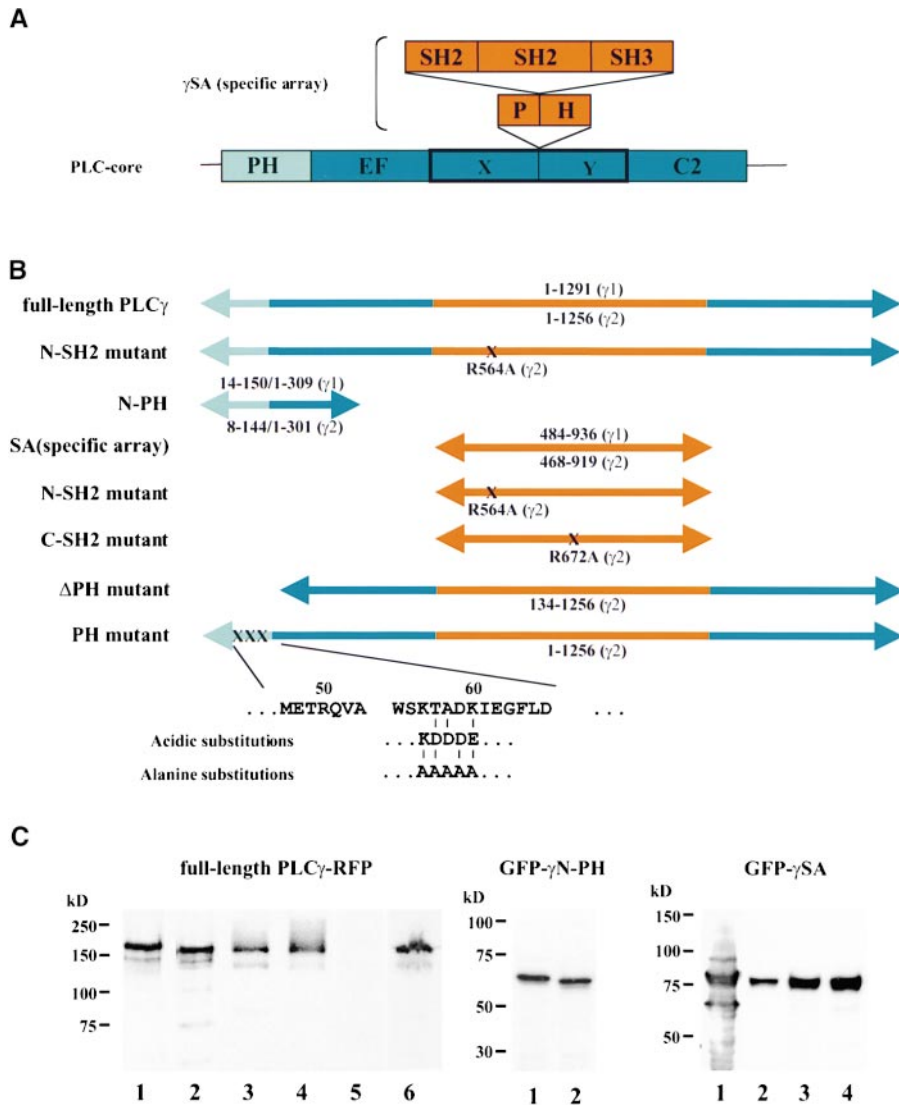 A
SH2 SH2 SH3
γSA (specific array)
P H
PLC-core
PH EF X Y C2
B
full-length PLCγ
1-1291 (γ1)
1-1256 (γ2)
N-SH2 mutant
X
R564A (γ2)
14-150/1-309 (γ1)
N-PH
8-144/1-301 (γ2)
SA(specific array)
484-936 (γ1)
468-919 (γ2)
N-SH2 mutant
X
R564A (γ2)
C-SH2 mutant
X
R672A (γ2)
ΔPH mutant
134-1256 (γ2)
PH mutant
XXX
1-1256 (γ2)
50 60
...METRQVA WSKTADKIEGFLD ...
Acidic substitutions ...KDDDE...
Alanine substitutions ...AAAAA...
C
full-length PLCγ-RFP
kD
250
150
100
75
1 2 3 4 5 6
GFP-γN-PH
kD
100
75
50
30
1 2
GFP-γSA
kD
150
100
75
50
1 2 3 4